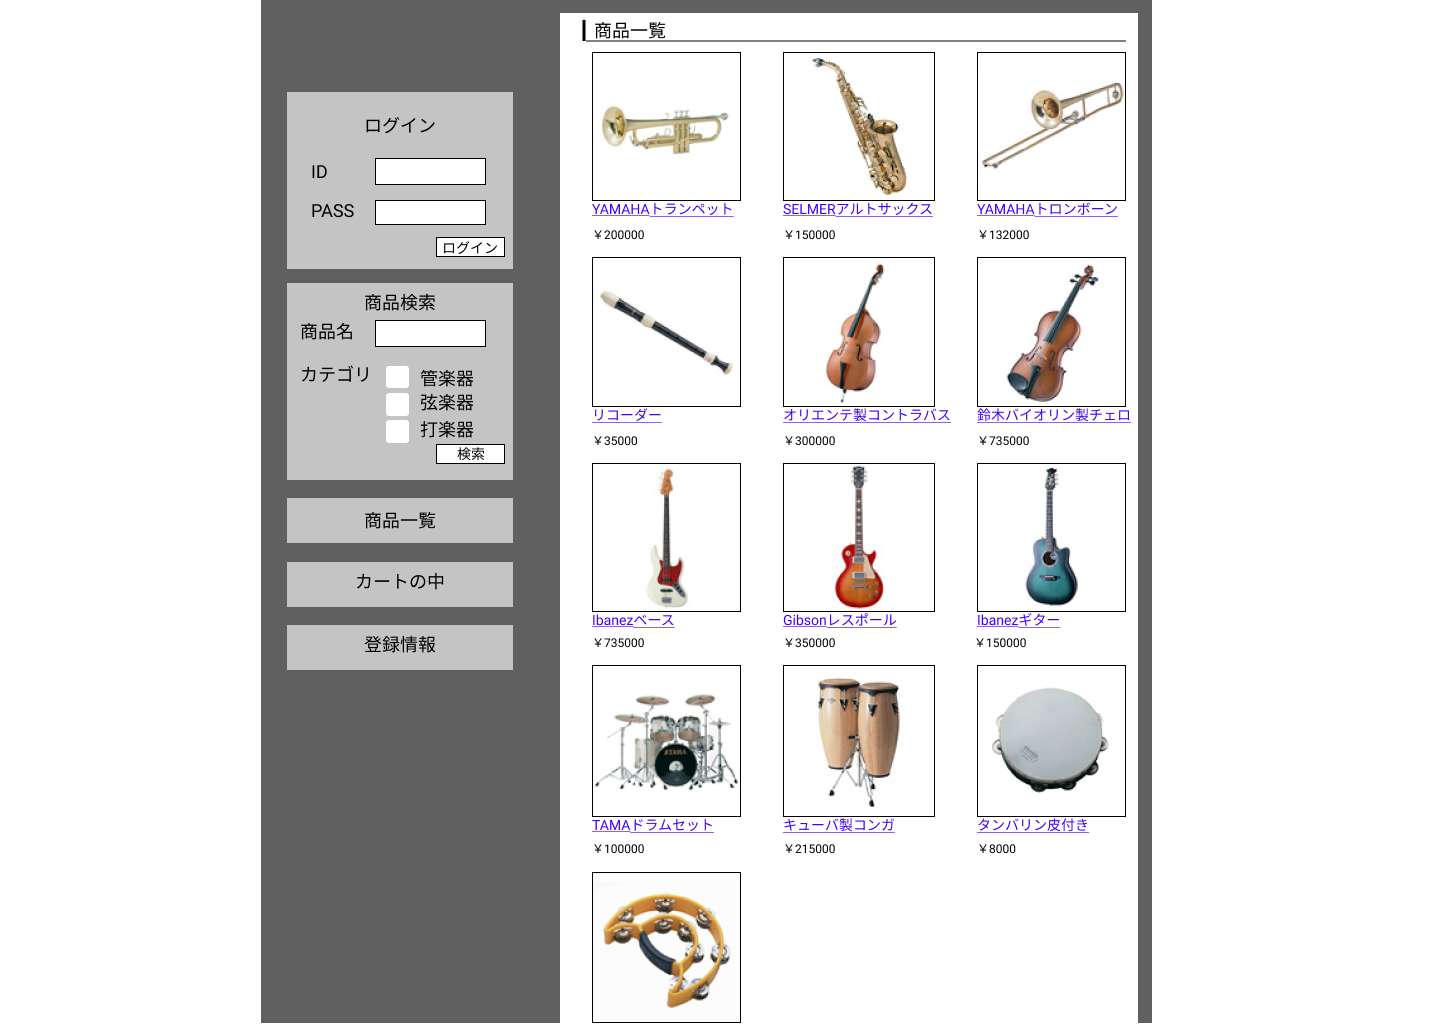 ログイン
ID
PASS
ログイン
商品検索
商品名
カテゴリ
管楽器
弦楽器
打楽器
検索
商品一覧
カートの中
登録情報
商品一覧
YAMAHAトランペット
￥200000
SELMERアルトサックス
￥150000
YAMAHAトロンボーン
￥132000
リコーダー
￥35000
オリエンテ製コントラバス
￥300000
鈴木バイオリン製チェロ
￥735000
Ibanezベース
￥735000
Gibsonレスポール
￥350000
Ibanezギター
￥150000
TAMA
TAMAドラムセット
￥100000
キューバ製コンガ
￥215000
タンバリン皮付き
￥8000